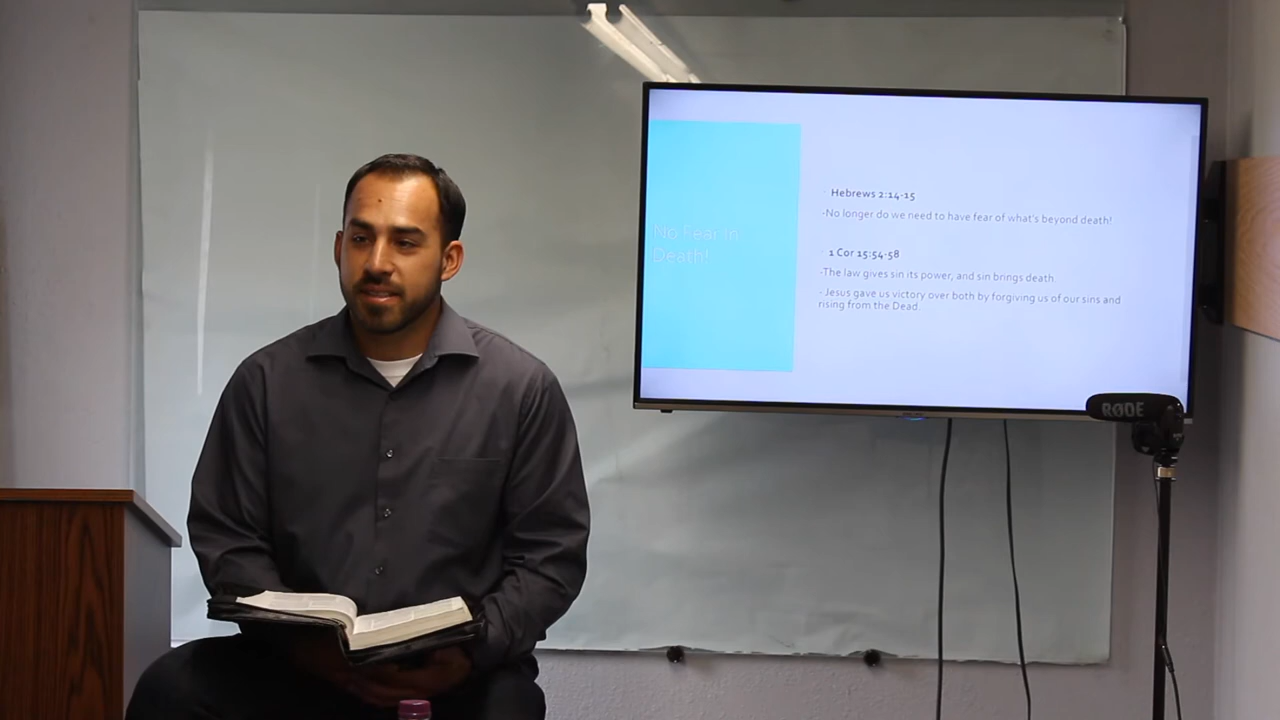 No Fear In
Death!
Hebrews 2:14-15
-No longer do we need to have fear of what's beyond death!
1 Cor 15:54-58
-The law gives sin its power, and sin brings death.
- Jesus gave us victory over both by forgiving us of our sins and
rising from the Dead.
RØDE